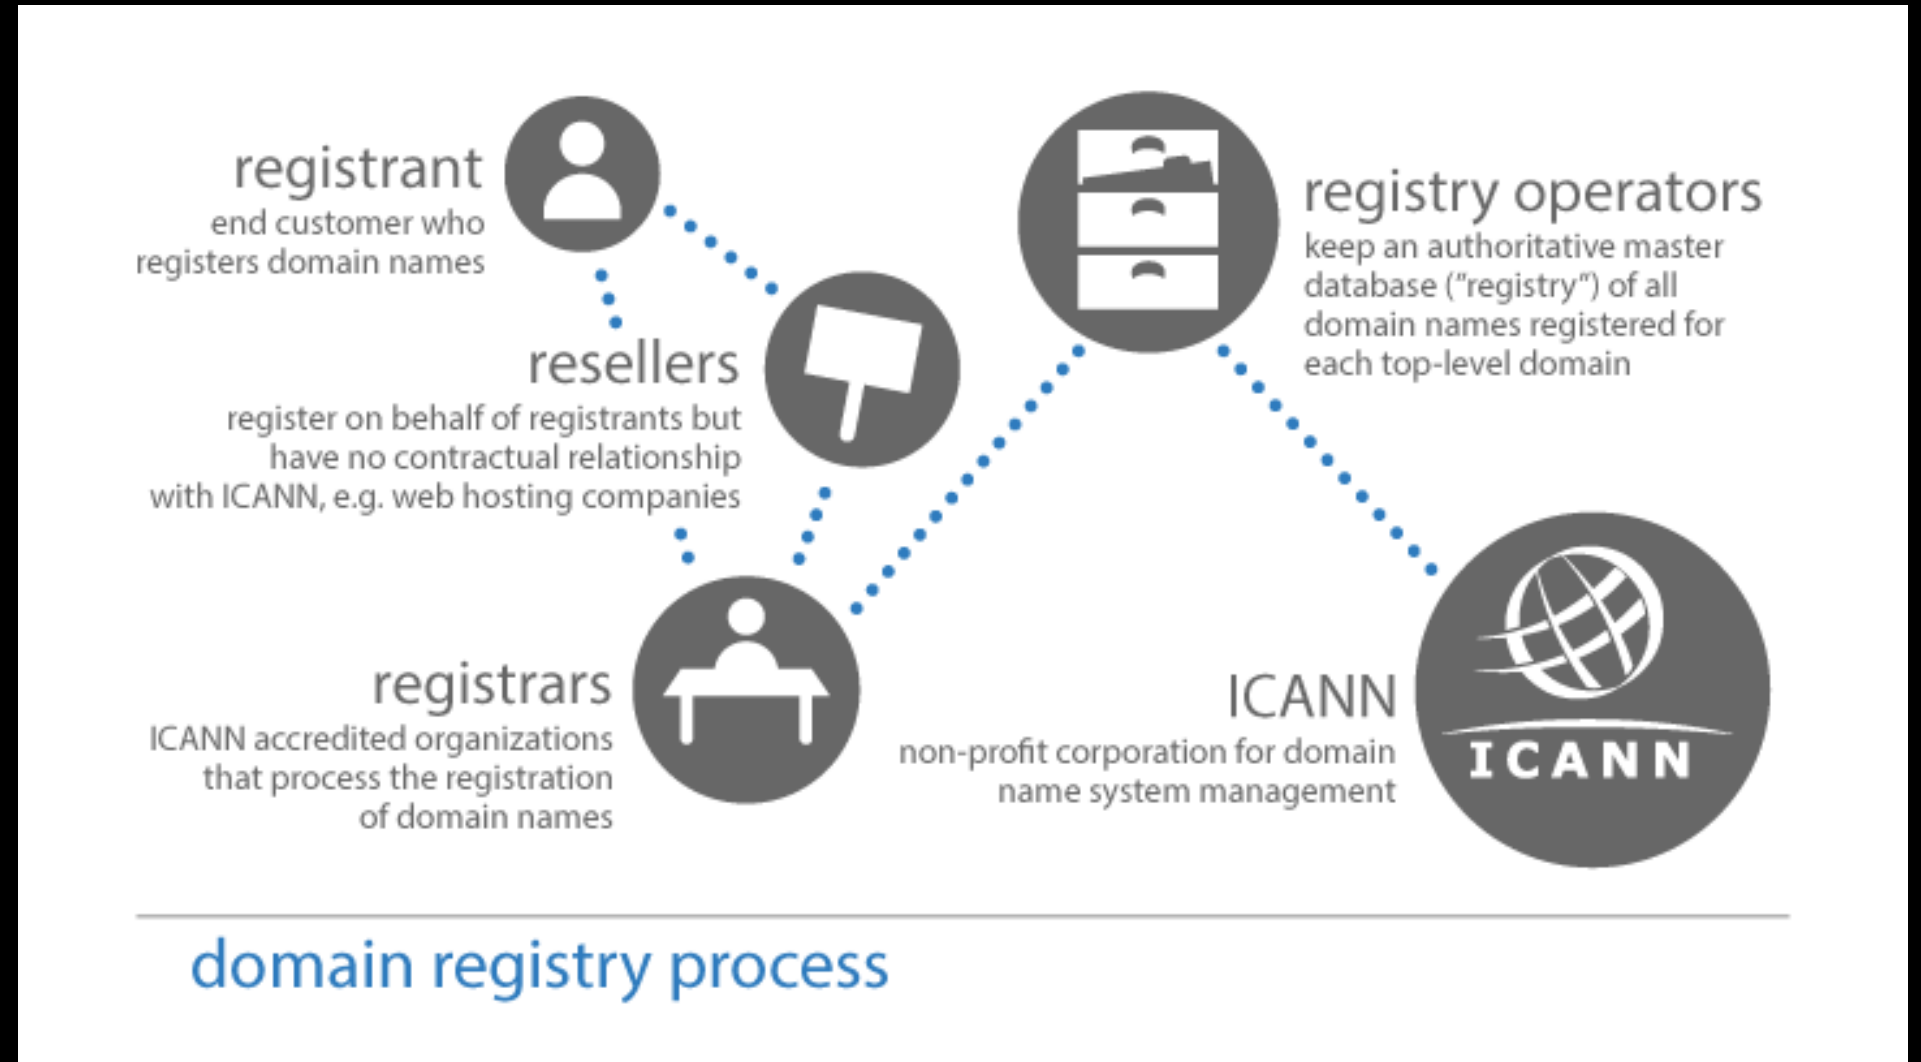 registrant
end customer who
registers domain names
resellers
register on behalf of registrants but
have no contractual relationship
with ICANN, e.g. web hosting companies
registrars
ICANN accredited organizations
that process the registration
of domain names
registry operators
keep an authoritative master
database ("registry") of all
domain names registered for
each top-level domain
ICANN
non-profit corporation for domain
name system management
ICANN
domain registry process